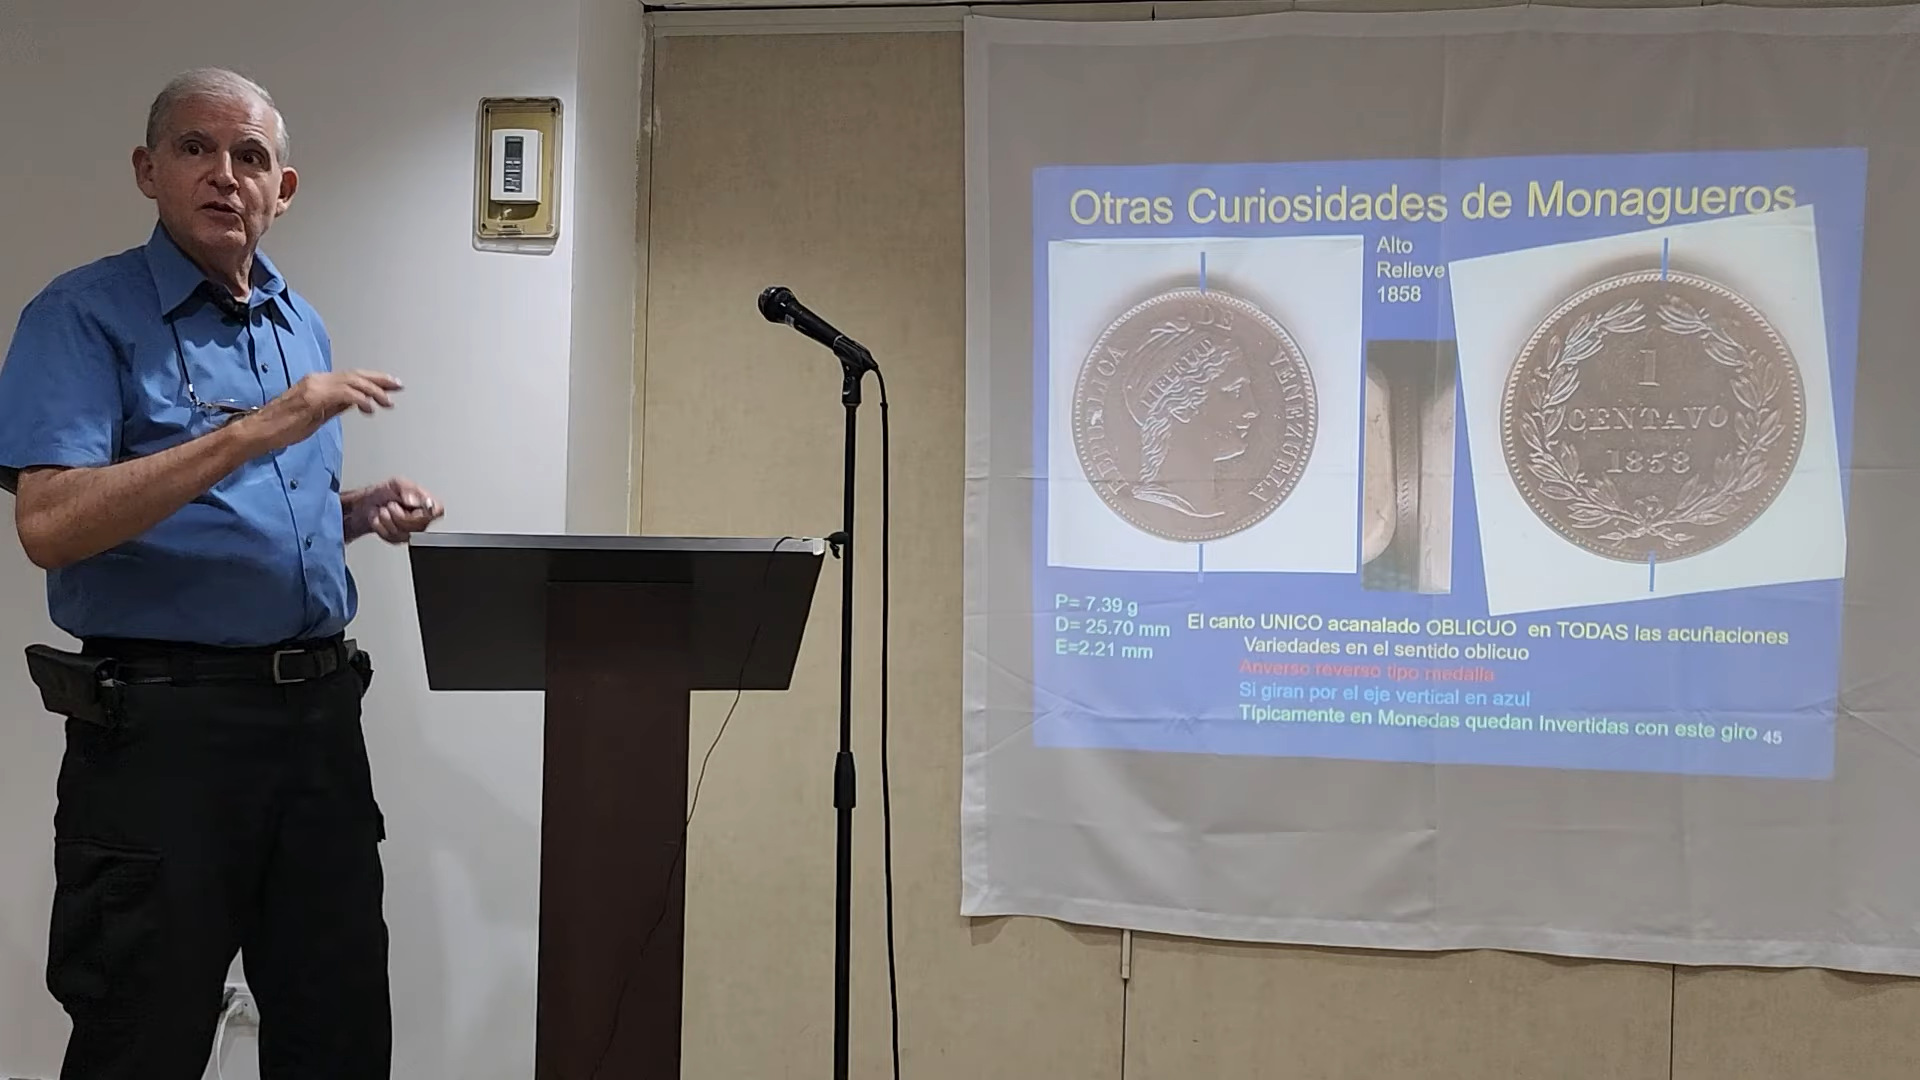 Otras Curiosidades de Monagueros
Alto
Relieve
1858
REPUBLICA DE VENEZUELA
LIBERTAD
1
CENTAVO
1858
P= 7.39 g
D= 25.70 mm
E=2.21 mm
El canto UNICO acanalado OBLICUO en TODAS las acuñaciones
Variedades en el sentido oblicuo
Anverso reverso tipo medalla
Si giran por el eje vertical en azul
Típicamente en Monedas quedan Invertidas con este giro
45